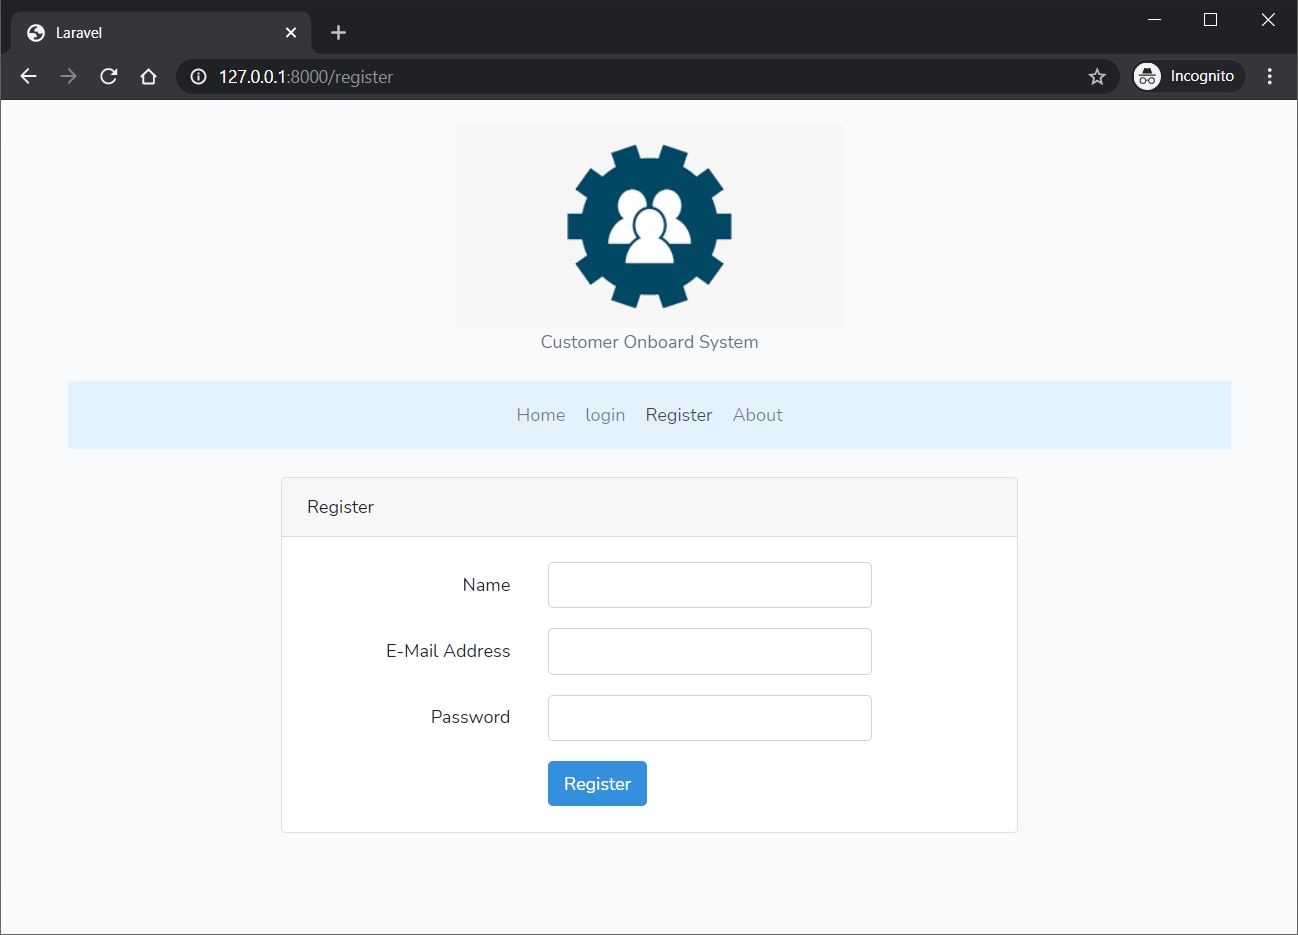 Laravel
127.0.0.1:8000/register
Incognito
Customer Onboard System
Home login Register About
Register
Name
E-Mail Address
Password
Register